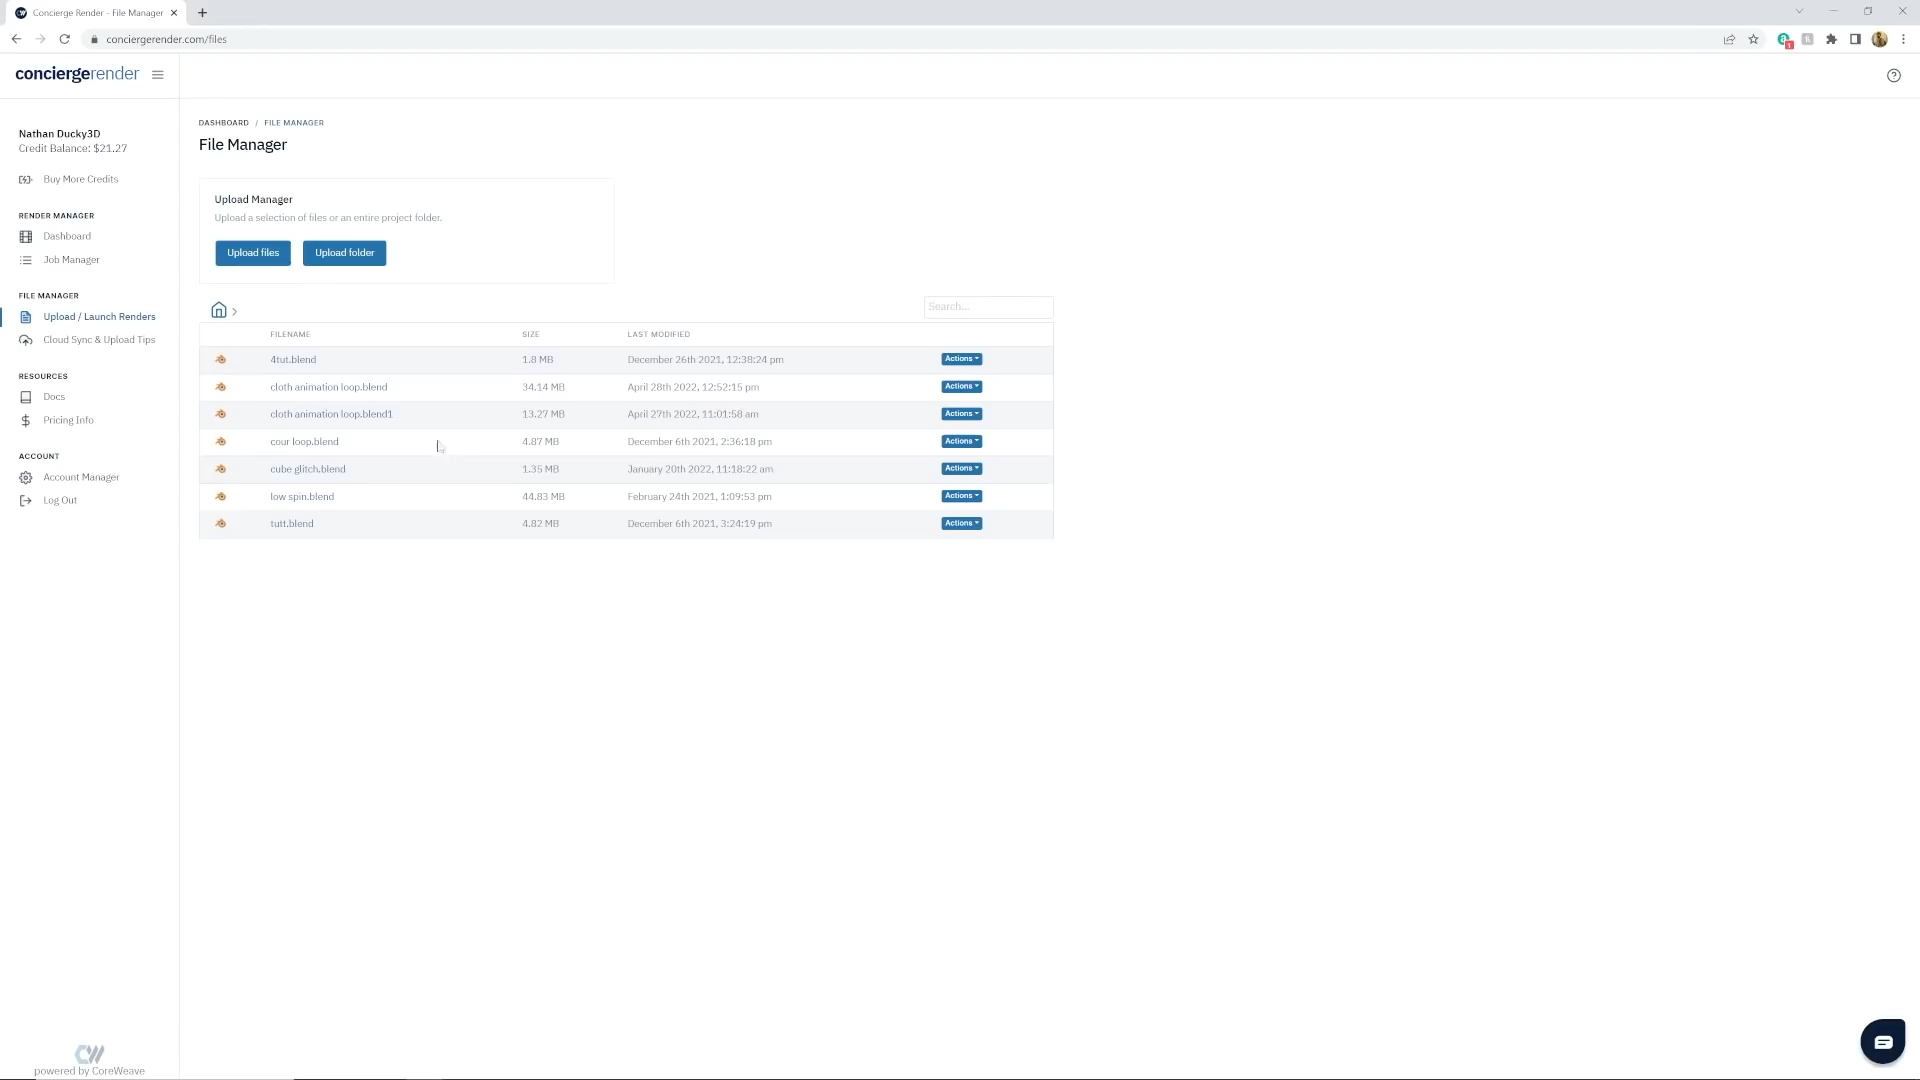 Concierge Render - File Manager
conciergerender.com/files
1
conciergerender
Nathan Ducky3D
Credit Balance: $21.27
Buy More Credits
RENDER MANAGER
Dashboard
Job Manager
FILE MANAGER
Upload / Launch Renders
Cloud Sync & Upload Tips
RESOURCES
Docs
Pricing Info
ACCOUNT
Account Manager
Log Out
powered by CoreWeave
DASHBOARD / FILE MANAGER
File Manager
Upload Manager
Upload a selection of files or an entire project folder.
Upload files Upload folder
Search...
FILENAME SIZE LAST MODIFIED
4tut.blend 1.8 MB December 26th 2021, 12:38:24 pm Actions
cloth animation loop.blend 34.14 MB April 28th 2022, 12:52:15 pm Actions
cloth animation loop.blend1 13.27 MB April 27th 2022, 11:01:58 am Actions
cour loop.blend 4.87 MB December 6th 2021, 2:36:18 pm Actions
cube glitch.blend 1.35 MB January 20th 2022, 11:18:22 am Actions
low spin.blend 44.83 MB February 24th 2021, 1:09:53 pm Actions
tutt.blend 4.82 MB December 6th 2021, 3:24:19 pm Actions